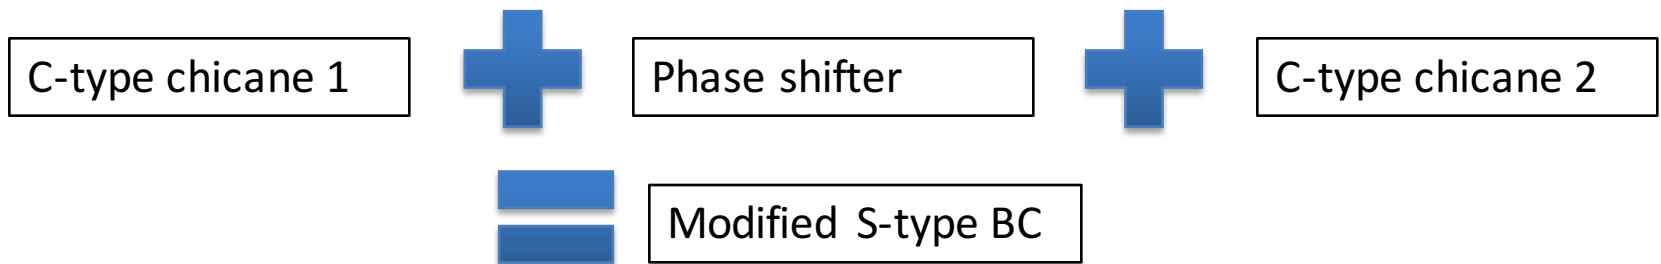 C-type chicane 1
Phase shifter
C-type chicane 2
Modified S-type BC